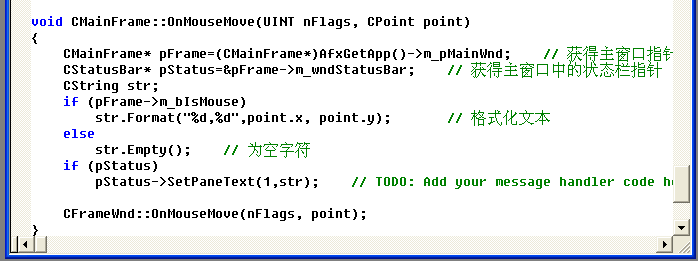 void CMainFrame::OnMouseMove(UINT nFlags, CPoint point)
{
CMainFrame* pFrame=(CMainFrame*)AfxGetApp()->m_pMainWnd; // 获得主窗口指针
CStatusBar* pStatus=&pFrame->m_wndStatusBar; // 获得主窗口中的状态栏指针
CString str;
if (pFrame->m_bIsMouse)
str.Format("%d,%d",point.x, point.y); // 格式化文本
else
str.Empty(); // 为空字符
if (pStatus)
pStatus->SetPaneText(1,str); // TODO: Add your message handler code
CFrameWnd::OnMouseMove(nFlags, point);
}